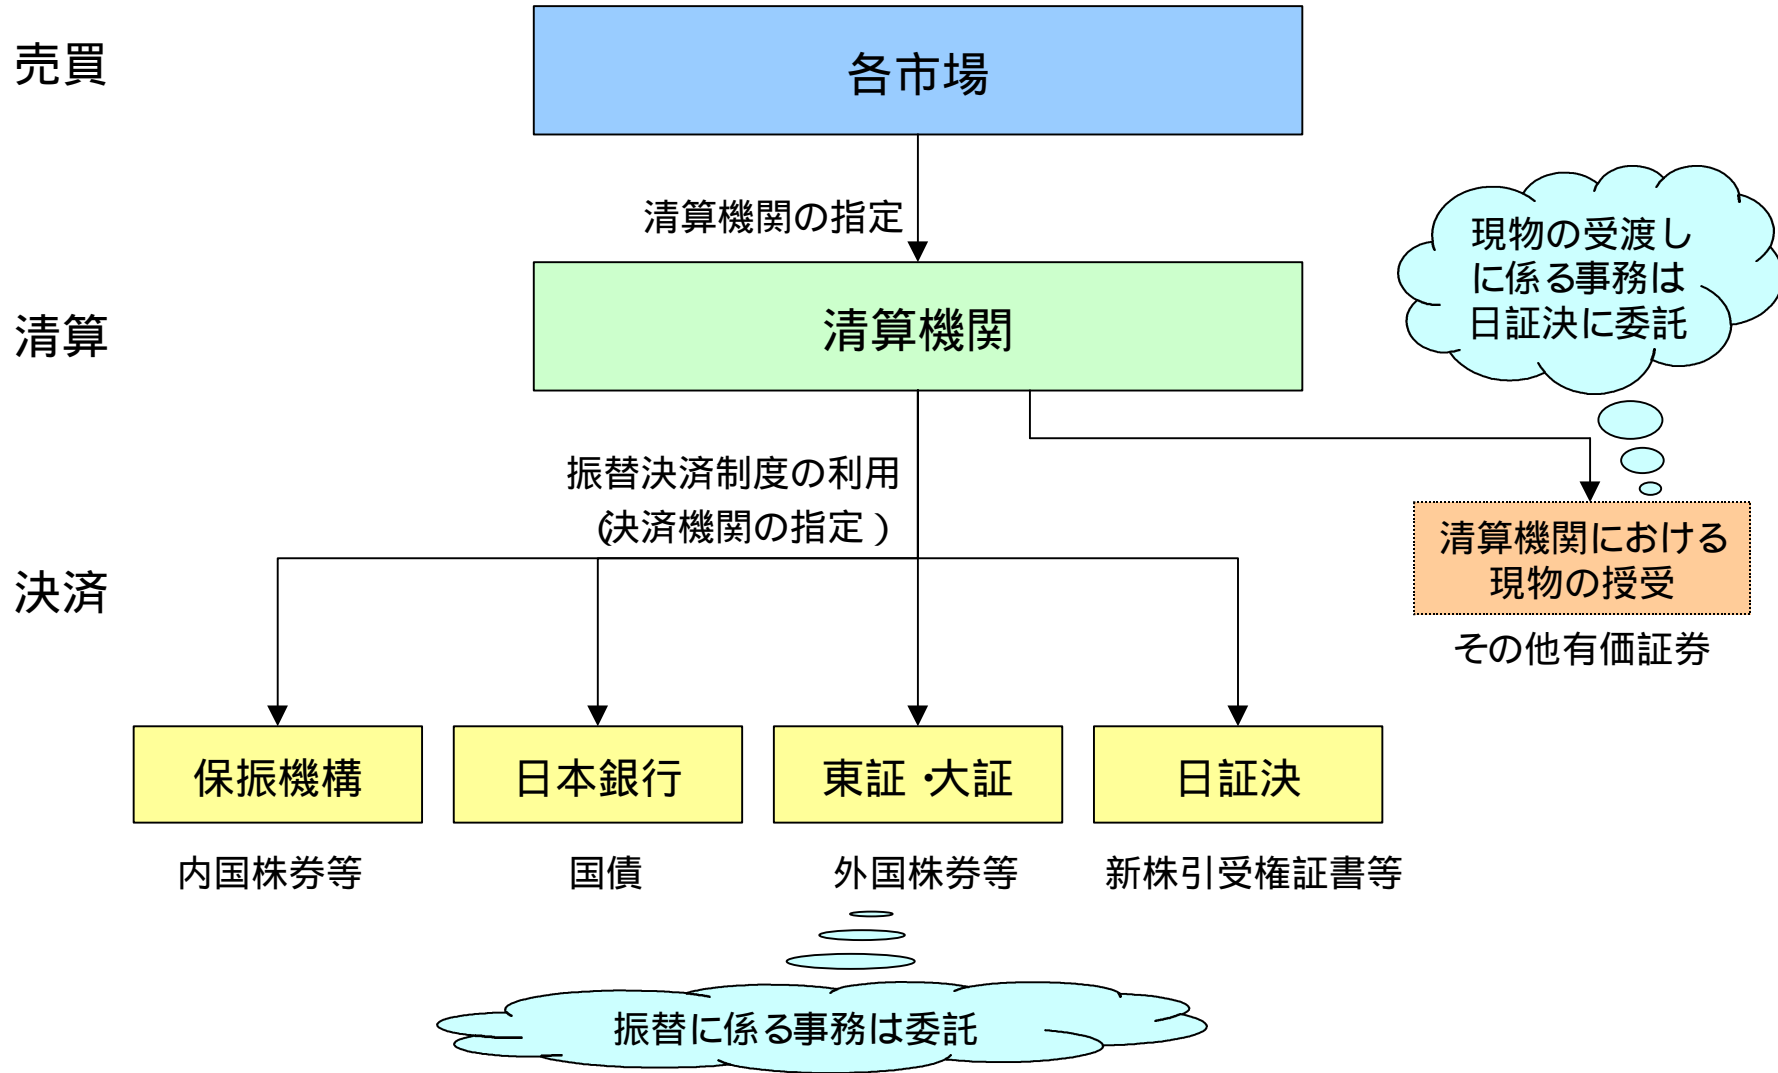 売買
各市場
清算機関の指定
現物の受渡し
に係る事務は
日証決に委託
清算
清算機関
振替決済制度の利用
(決済機関の指定)
清算機関における
現物の授受
決済
その他有価証券
保振機構
日本銀行
東証・大証
日証決
内国株券等
国債
外国株券等
新株引受権証書等
振替に係る事務は委託